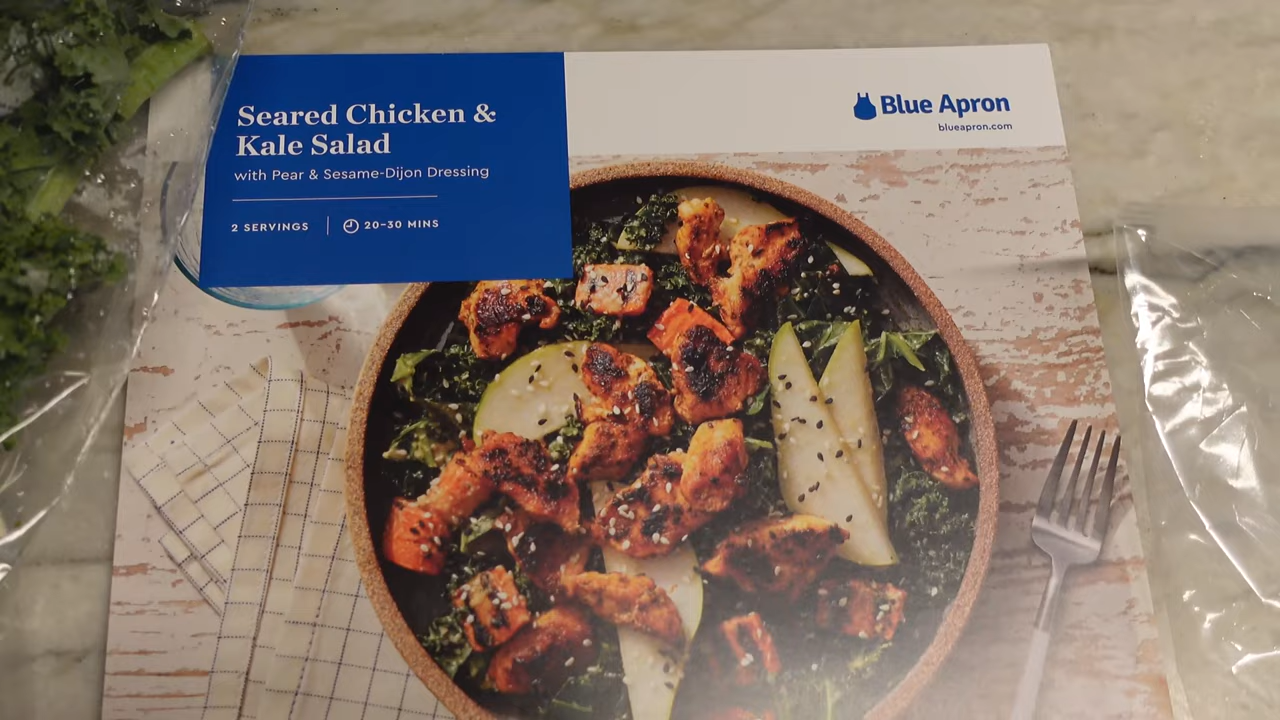 Seared Chicken &
Kale Salad
with Pear & Sesame-Dijon Dressing
2 SERVINGS
20–30 MINS
Blue Apron
blueapron.com